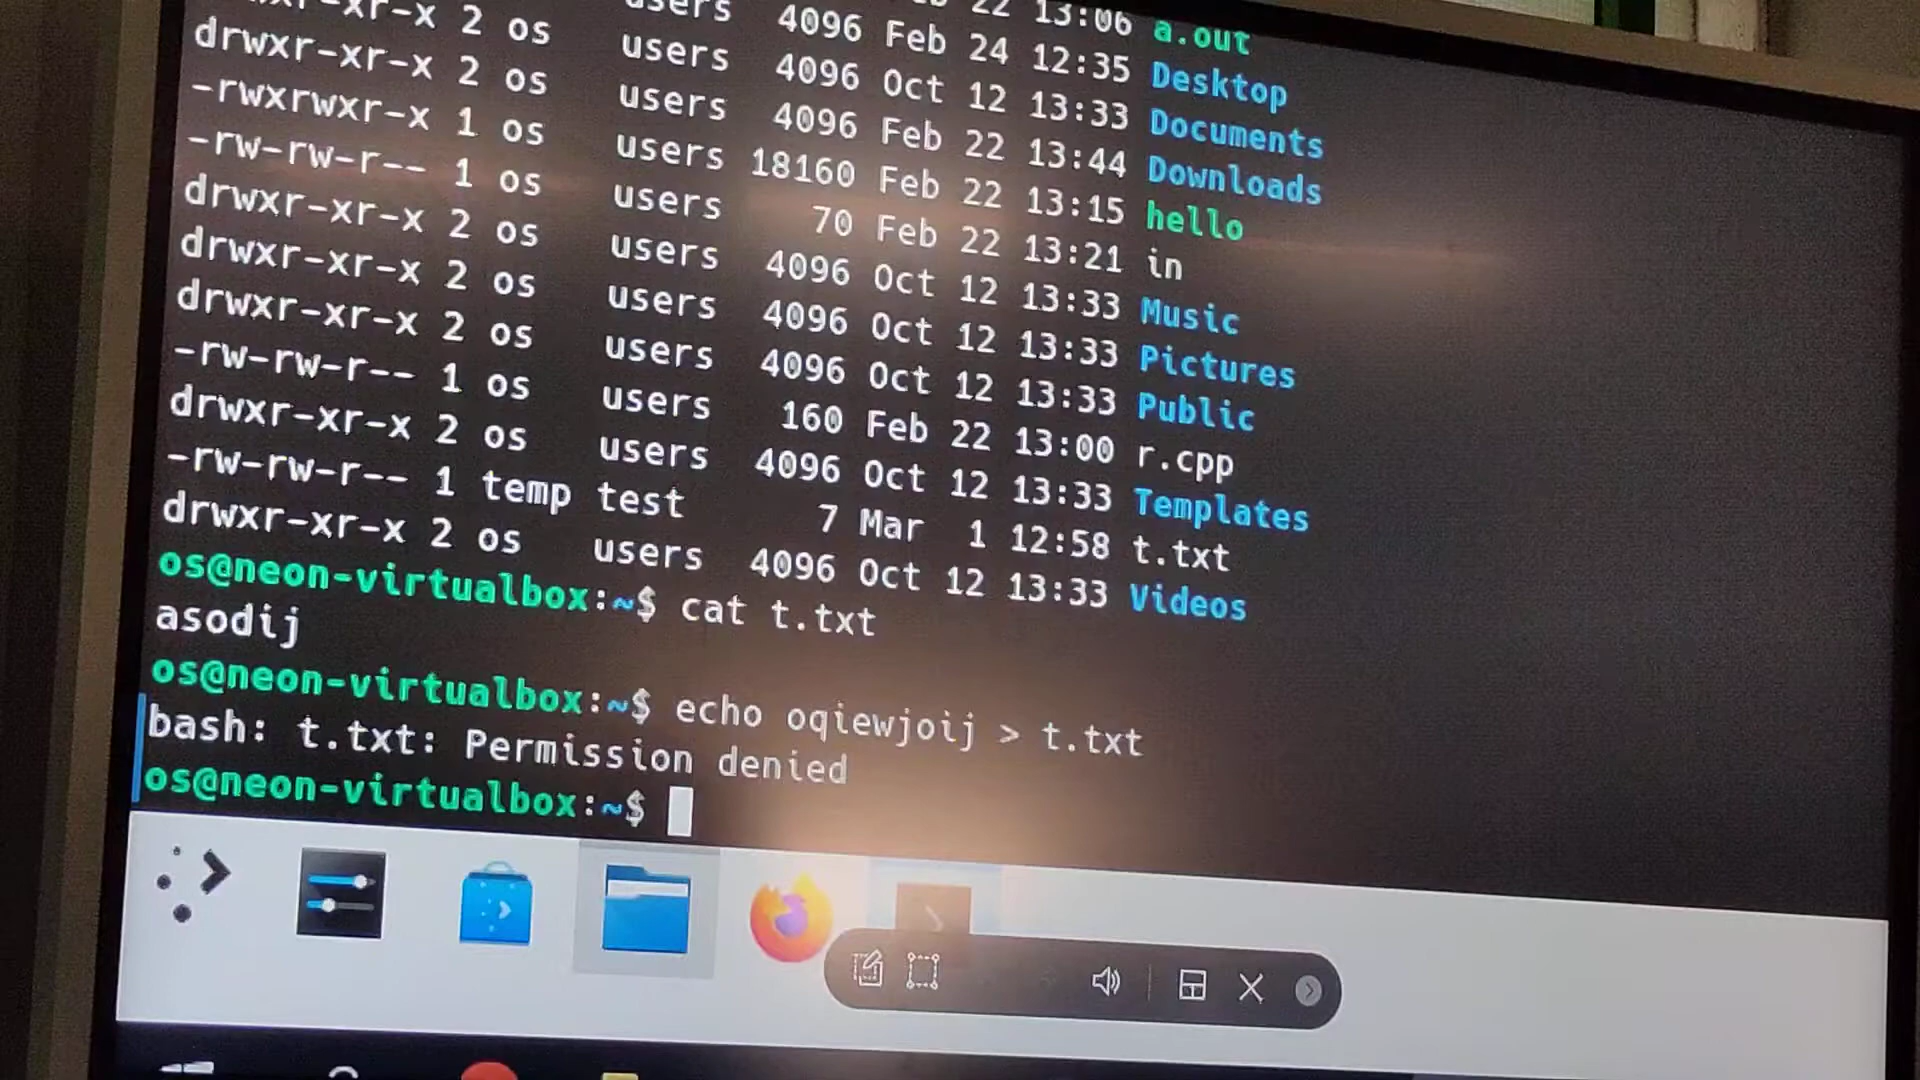 22 13:06 a.out
users 4096 Feb 24 12:35 Desktop
xr-x 2 os users 4096 Oct 12 13:33 Documents
drwxr-xr-x 2 os users 4096 Feb 22 13:44 Downloads
-rwxrwxr-x 1 os users 18160 Feb 22 13:15 hello
-rw-rw-r-- 1 os users 70 Feb 22 13:21 in
drwxr-xr-x 2 os users 4096 Oct 12 13:33 Music
drwxr-xr-x 2 os users 4096 Oct 12 13:33 Pictures
drwxr-xr-x 2 os users 4096 Oct 12 13:33 Public
-rw-rw-r-- 1 os users 160 Feb 22 13:00 r.cpp
drwxr-xr-x 2 os users 4096 Oct 12 13:33 Templates
-rw-rw-r-- 1 temp test 7 Mar 1 12:58 t.txt
drwxr-xr-x 2 os users 4096 Oct 12 13:33 Videos
os@neon-virtualbox:~$ cat t.txt
asodij
os@neon-virtualbox:~$ echo oqiewjoij > t.txt
bash: t.txt: Permission denied
os@neon-virtualbox:~$